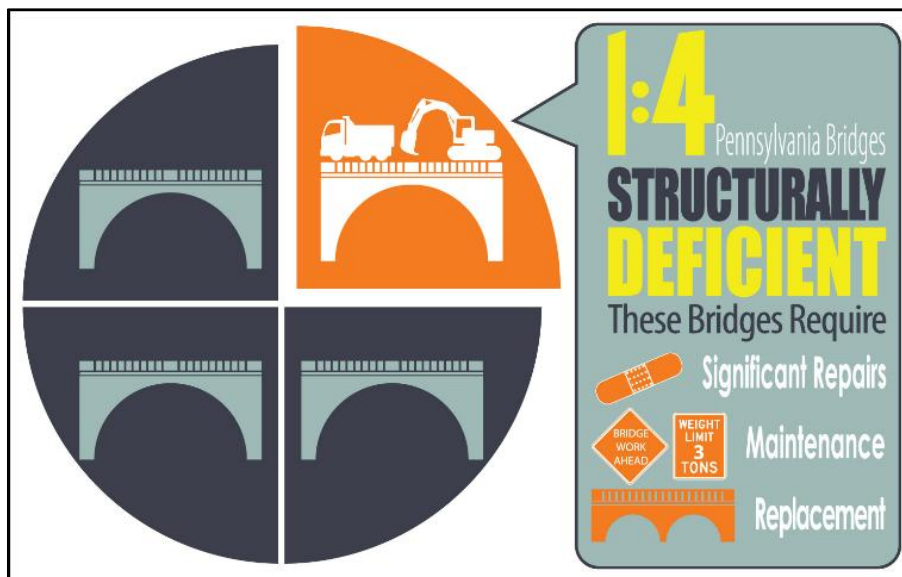 1:4
Pennsylvania Bridges
STRUCTURALLY
DEFICIENT
These Bridges Require
Significant Repairs
BRIDGE
WORK
AHEAD
WEIGHT
LIMIT
3
TONS
Maintenance
Replacement